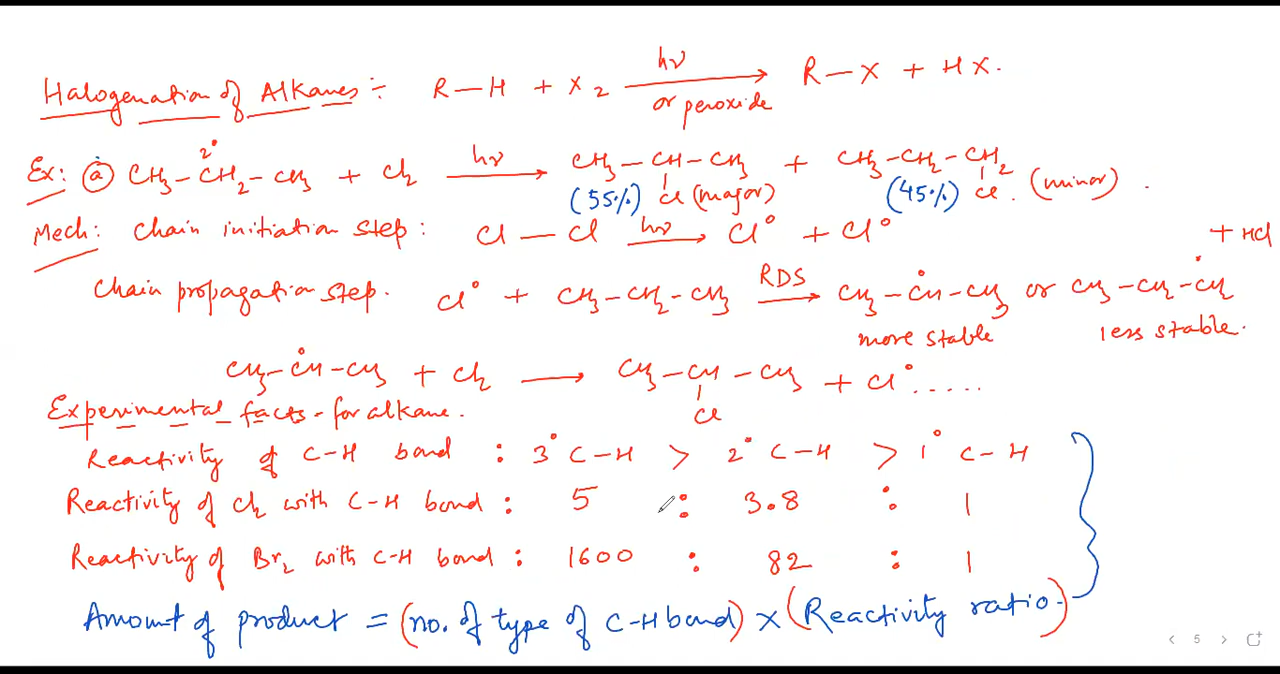 hν
Halogenation of Alkanes :- R—H + X2 ⟶ R—X + HX.
or peroxide
2°
Ex: (a) CH3—CH2—CH3 + Cl2 —hν→ CH3—CH—CH3 + CH3—CH2—CH2
(55%) Cl (major) (45%) Cl (minor)
Mech: Chain initiation step: Cl—Cl —hν→ Cl° + Cl°
+ HCl
Chain propagation step. Cl° + CH3—CH2—CH3 —RDS→ CH3—ĊH—CH3 or CH3—CH2—ĊH2
more stable less stable.
CH3—ĊH—CH3 + Cl2 ⟶ CH3—CH—CH3 + Cl° .....
Cl
Experimental facts - for alkane.
Reactivity of C-H bond : 3° C-H > 2° C-H > 1° C-H
Reactivity of Cl2 with C-H bond : 5 : 3.8 : 1
Reactivity of Br2 with C-H bond : 1600 : 82 : 1
Amount of product = (no. of type of C-H bond) × (Reactivity ratio.)
< 5 >